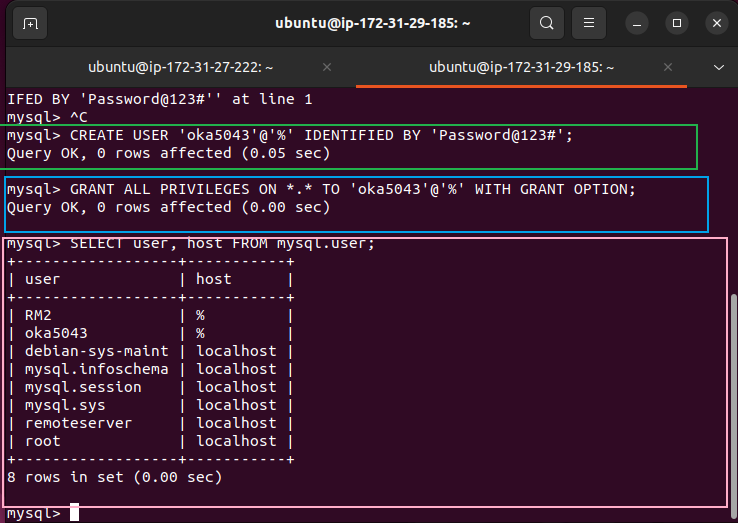 ubuntu@ip-172-31-29-185: ~
ubuntu@ip-172-31-27-222: ~
ubuntu@ip-172-31-29-185: ~
IFED BY 'Password@123#'' at line 1
mysql> ^C
mysql> CREATE USER 'oka5043'@'%' IDENTIFIED BY 'Password@123#';
Query OK, 0 rows affected (0.05 sec)
mysql> GRANT ALL PRIVILEGES ON *.* TO 'oka5043'@'%' WITH GRANT OPTION;
Query OK, 0 rows affected (0.00 sec)
mysql> SELECT user, host FROM mysql.user;
+------------------+-----------+
| user             | host      |
+------------------+-----------+
| RM2              | %         |
| oka5043          | %         |
| debian-sys-maint | localhost |
| mysql.infoschema | localhost |
| mysql.session    | localhost |
| mysql.sys        | localhost |
| remoteserver     | localhost |
| root             | localhost |
+------------------+-----------+
8 rows in set (0.00 sec)
mysql>